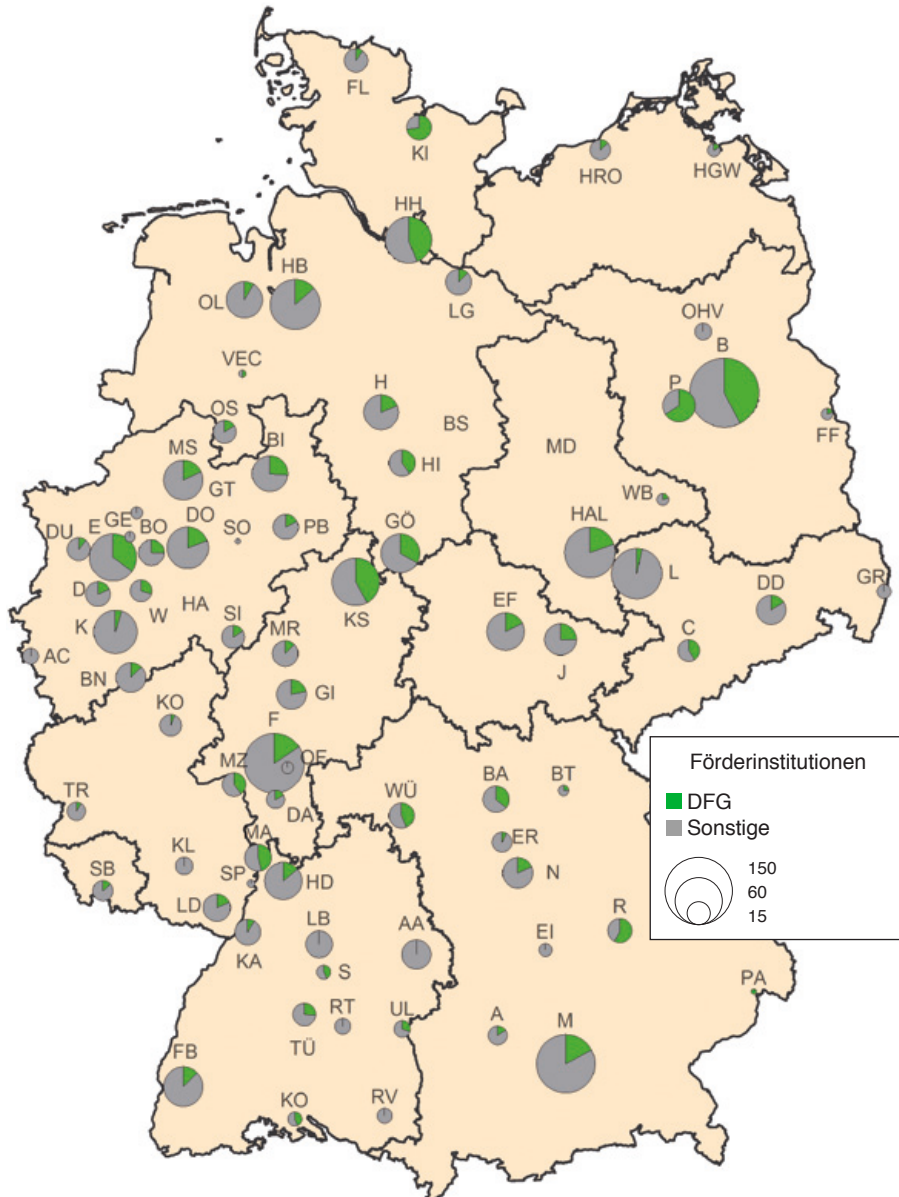 FL
KI
HRO
HGW
HH
HB
OL
LG
OHV
B
VEC
P
H
OS
BS
FF
MS
BI
MD
GT
HI
WB
GE
DU
E
BO
DO
SO
PB
GÖ
HAL
L
D
GR
KS
DD
W
HA
EF
K
SI
MR
C
AC
J
BN
GI
KO
F
OF
Förderinstitutionen
MZ
BA
BT
TR
WÜ
DFG
DA
Sonstige
ER
MA
KL
150
SB
SP
HD
N
60
15
LD
R
LB
AA
EI
KA
S
PA
RT
UL
A
M
TÜ
FB
KO
RV